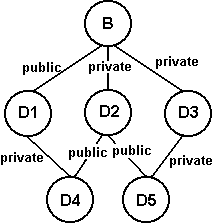 B
public private private
D1 D2 D3
private public public private
D4 D5